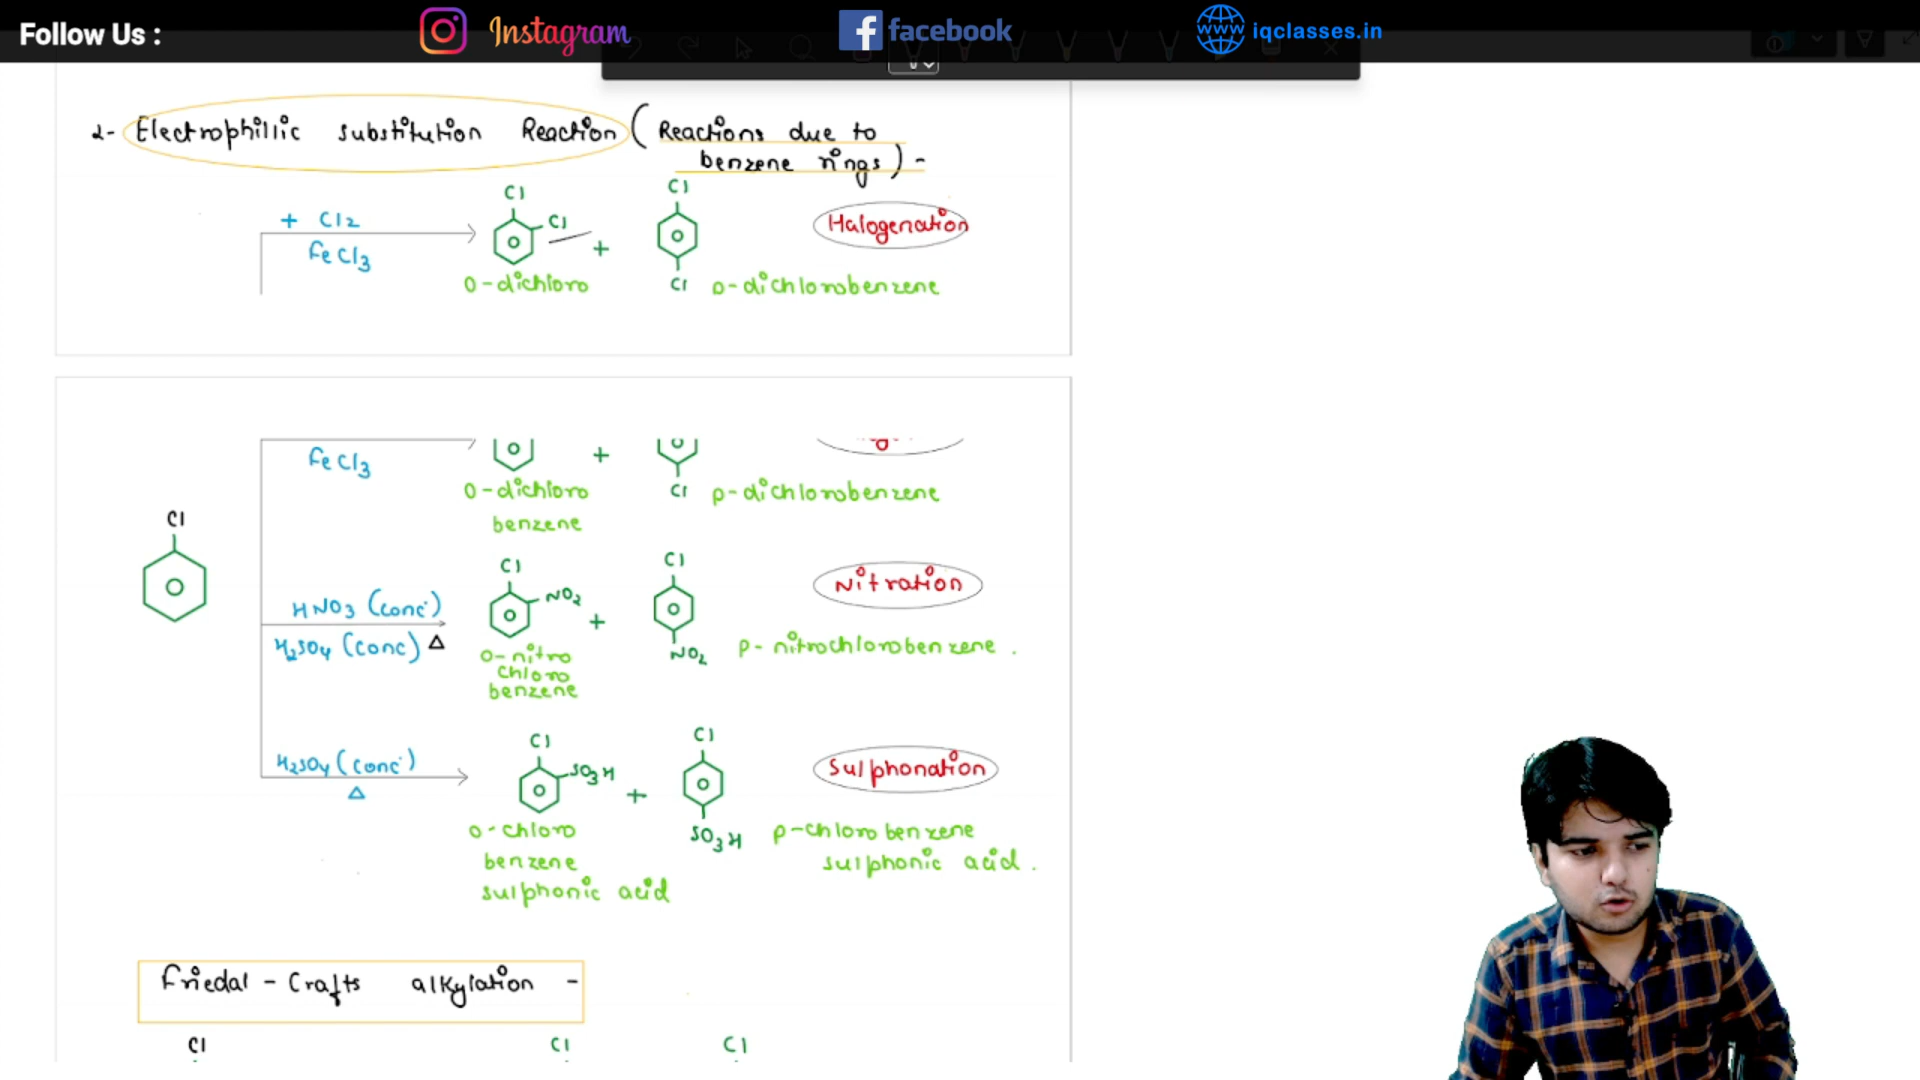 Follow Us :
Instagram
facebook
www iqclasses.in
2- Electrophillic substitution Reaction ( Reactions due to
benzene rings ) -
+ Cl2
FeCl3
Cl
Cl
+
Cl
Cl
Halogenation
O-dichloro
p-dichlorobenzene
FeCl3
+
Cl
O-dichloro
benzene
p-dichlorobenzene
Cl
HNO3 (conc.)
H2SO4 (conc) Δ
Cl
NO2
+
Cl
NO2
Nitration
O-nitro
chloro
benzene
p-nitrochlorobenzene .
H2SO4 (conc.)
Δ
Cl
SO3H
+
Cl
SO3H
Sulphonation
O-chloro
benzene
sulphonic acid
p-chlorobenzene
sulphonic acid .
Friedal - Crafts alkylation -
Cl
Cl
Cl